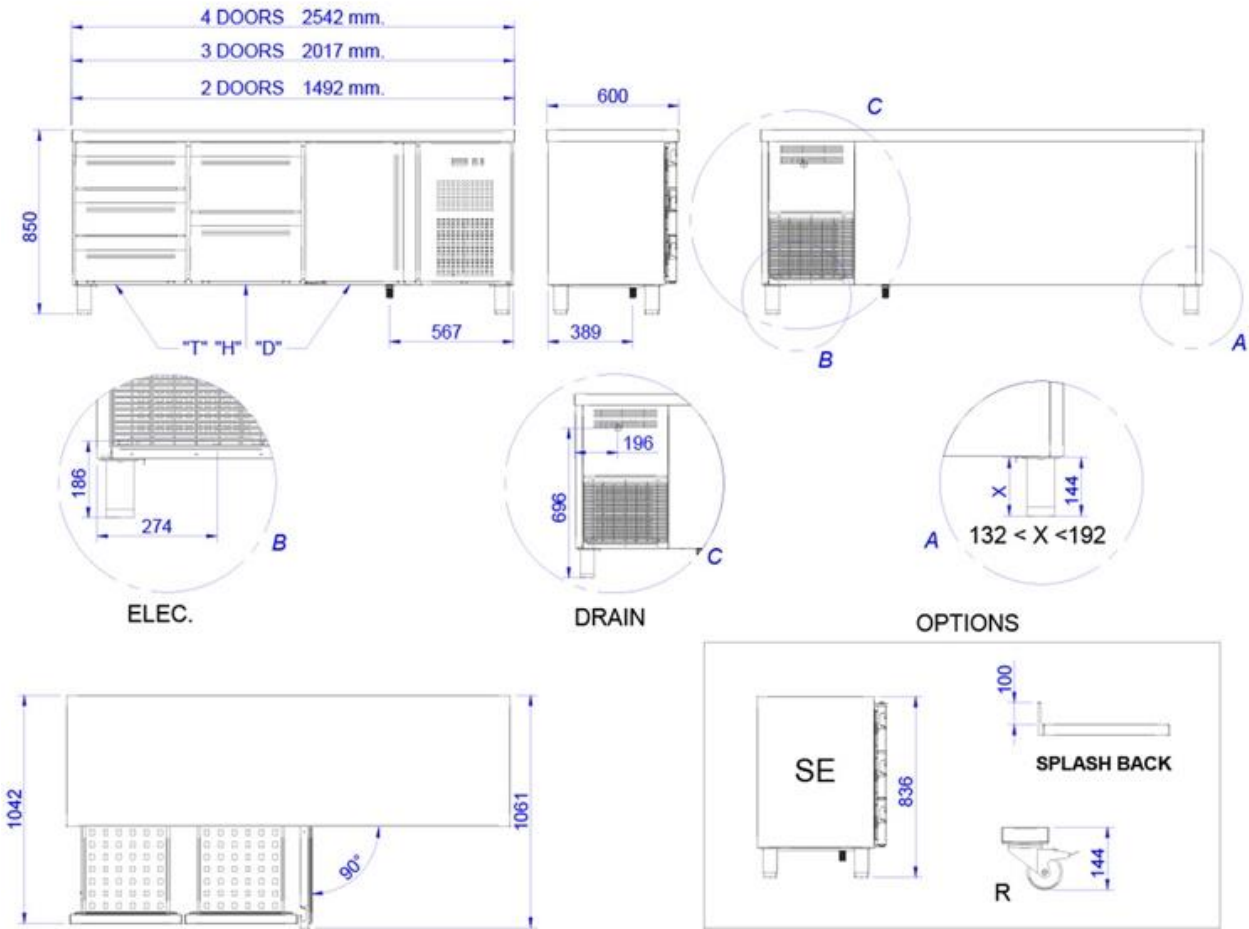 4 DOORS 2542 mm.
3 DOORS 2017 mm.
2 DOORS 1492 mm.
600
C
850
567
389
"T" "H" "D"
B
A
186
274
B
696
196
C
X
144
A
132 < X <192
ELEC.
DRAIN
OPTIONS
1042
1061
90°
SE
836
100
SPLASH BACK
R
144